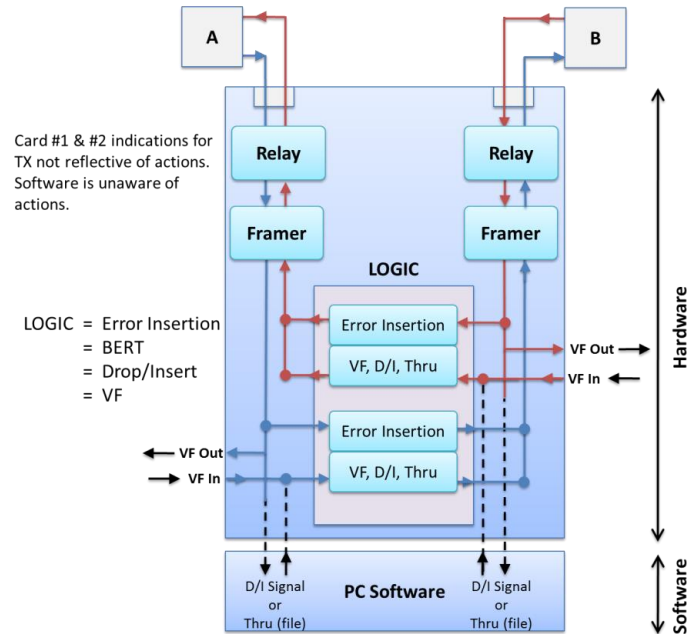 A
B
Card #1 & #2 indications for
TX not reflective of actions.
Software is unaware of
actions.
Relay
Relay
Framer
Framer
LOGIC
LOGIC = Error Insertion
= BERT
= Drop/Insert
= VF
Error Insertion
VF, D/I, Thru
VF Out
VF In
Error Insertion
VF, D/I, Thru
VF Out
VF In
Hardware
D/I Signal
or
Thru (file)
PC Software
D/I Signal
or
Thru (file)
Software